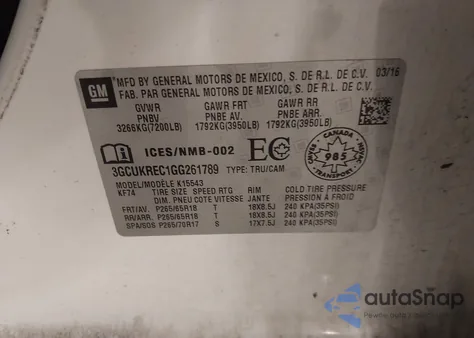 GM
MFD BY GENERAL MOTORS DE MEXICO, S. DE R.L. DE C.V. 03/16
FAB. PAR GENERAL MOTORS DE MEXICO, S. DE R.L. DE C.V.
GVWR GAWR FRT GAWR RR
PNBV PNBE AV. PNBE ARR.
3266KG(7200LB) 1792KG(3950LB) 1792KG(3950LB)
ICES/NMB-002 EC CANADA 985
3GCUKREC1GG261789 TYPE: TRU/CAM
MODEL/MODÈLE K15543
KF74 TIRE SIZE SPEED RTG RIM COLD TIRE PRESSURE
DIM. PNEU COTE VITESSE JANTE PRESSION À FROID
FRT/AV. P265/65R18 T 18X8.5J 240 KPA(35PSI)
RR/ARR. P265/65R18 T 18X8.5J 240 KPA(35PSI)
SPA/SOS P265/70R17 S 17X7.5J 240 KPA(35PSI)
autoSnap